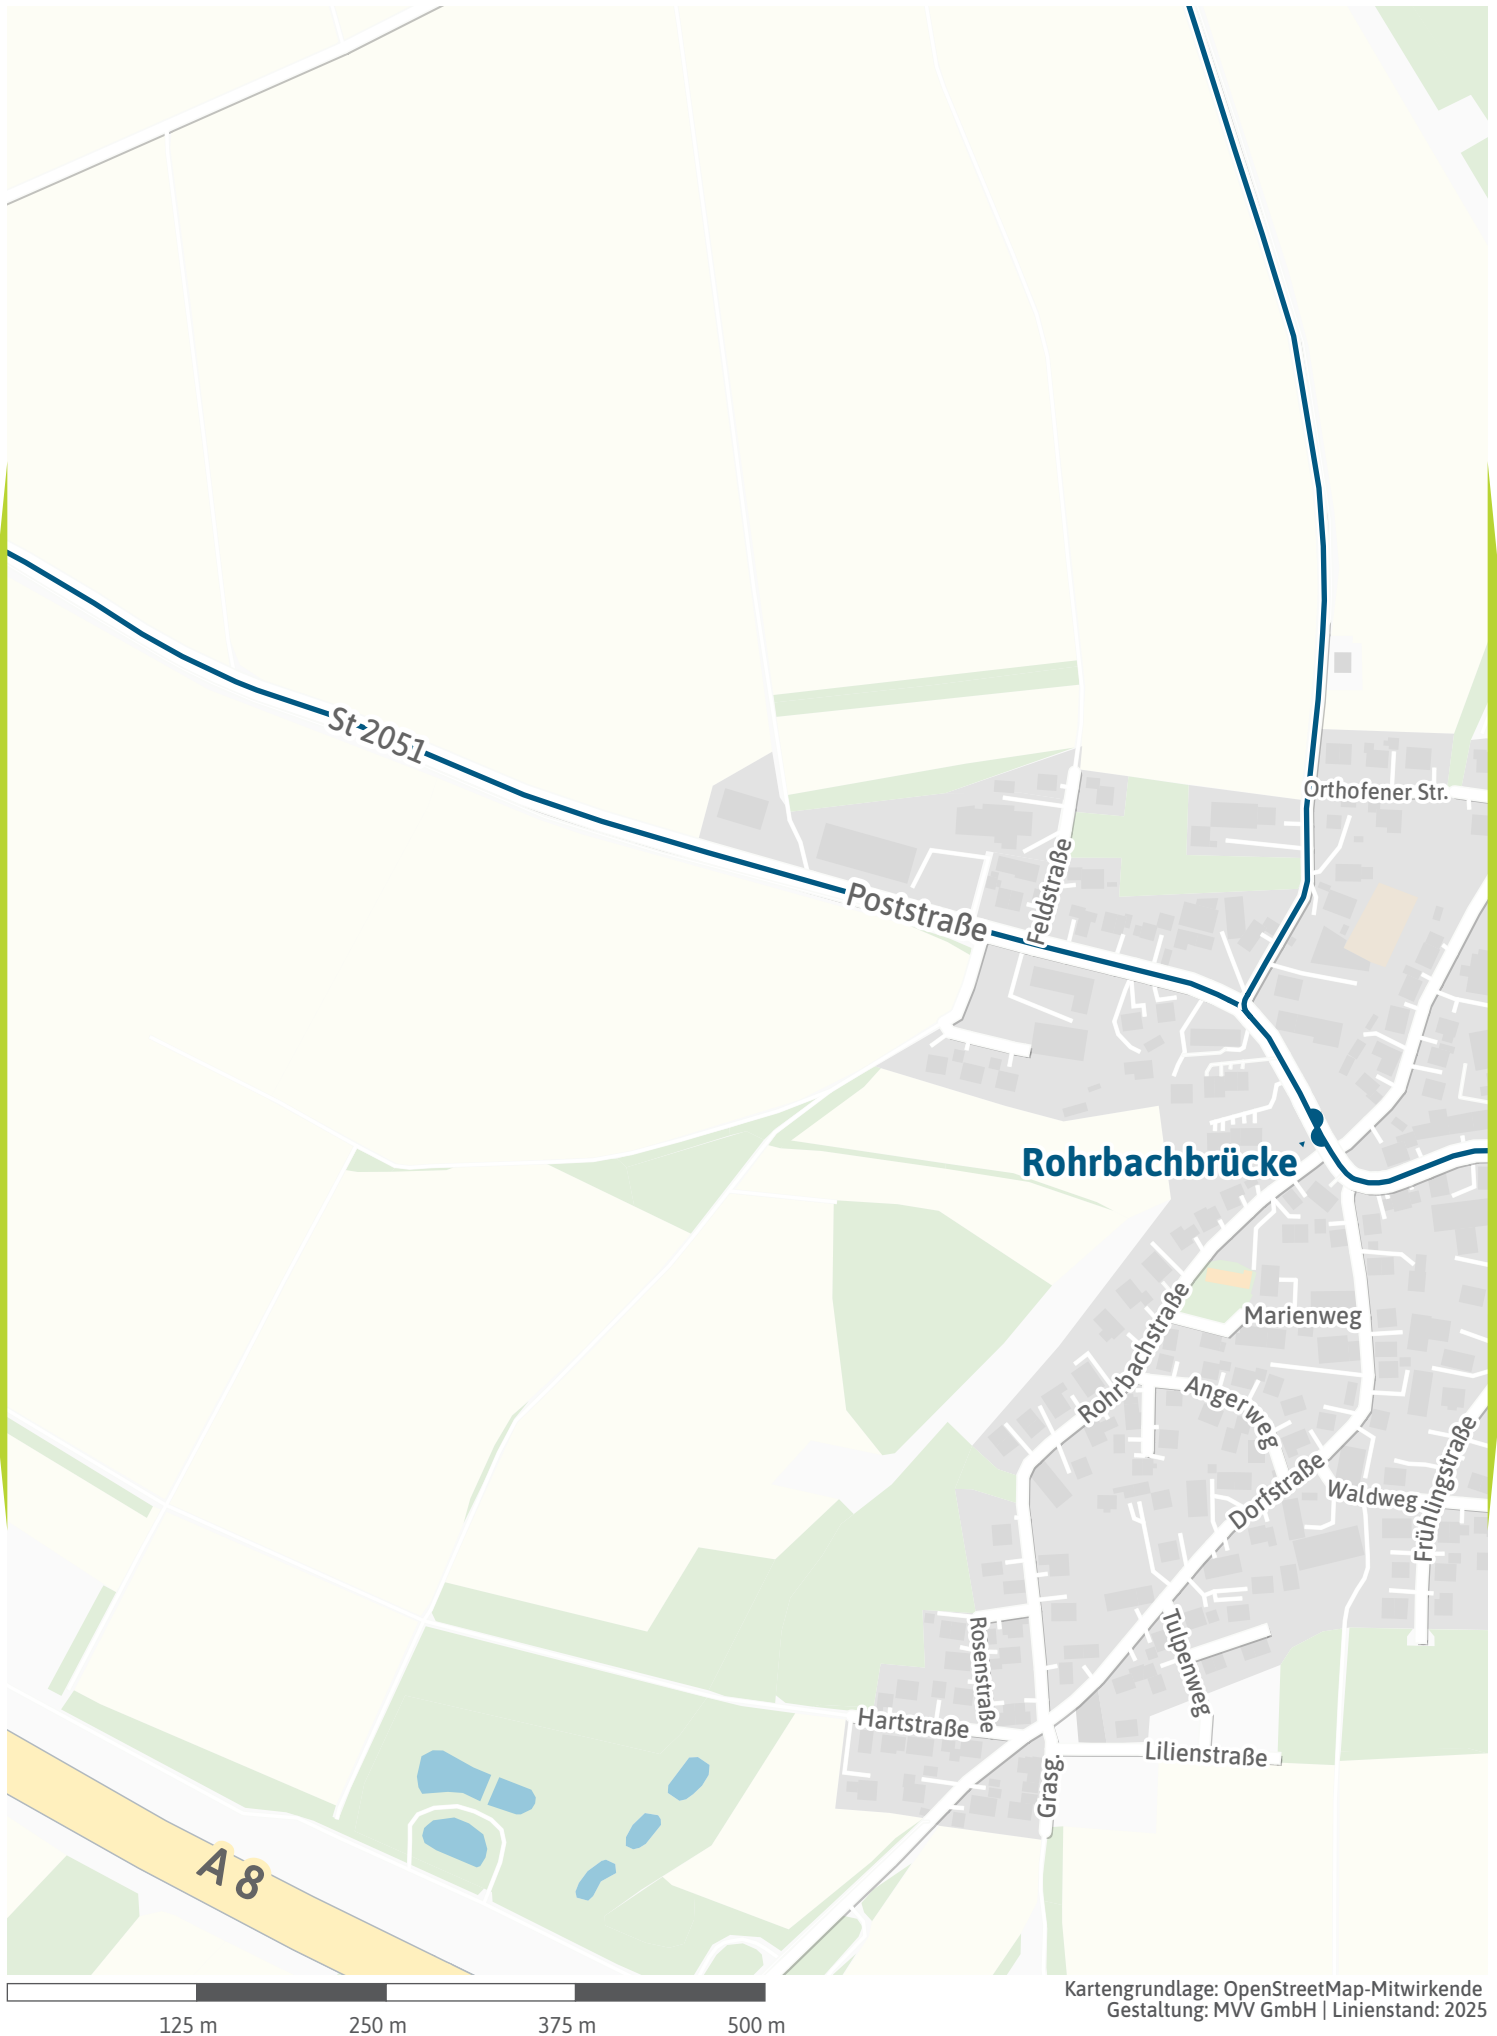 St 2051
Orthofener Str.
Feldstraße
Poststraße
Rohrbachbrücke
Marienweg
Rohrbachstraße
Angerweg
Dorfstraße
Waldweg
Frühlingstraße
Tulpenweg
Rosenstraße
Hartstraße
Lilienstraße
Grasg.
A 8
125 m
250 m
375 m
500 m
Kartengrundlage: OpenStreetMap-Mitwirkende
Gestaltung: MVV GmbH | Linienstand: 2025